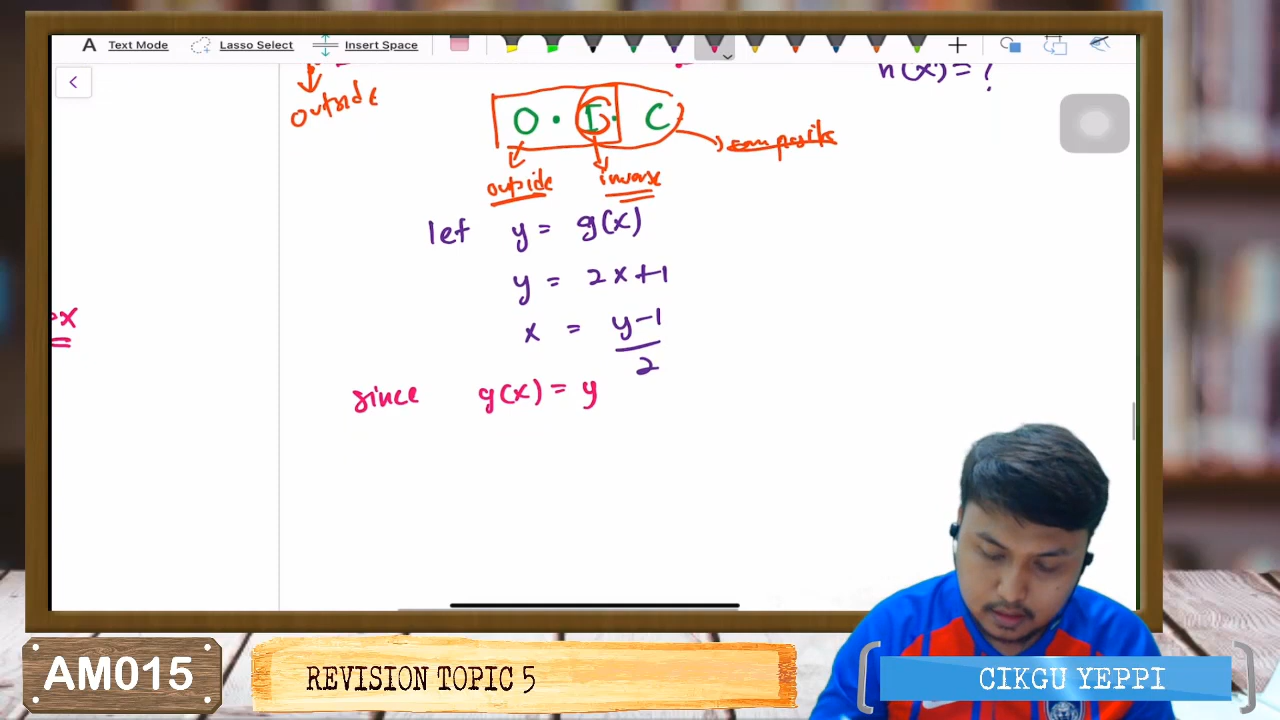 A Text Mode Lasso Select Insert Space
h(x) = ?
outside
O · I · C
composite
outside inverse
let y = g(x)
y = 2x+1
x = y-1
2
x
since g(x) = y
AM015
REVISION TOPIC 5
CIKGU YEPPI